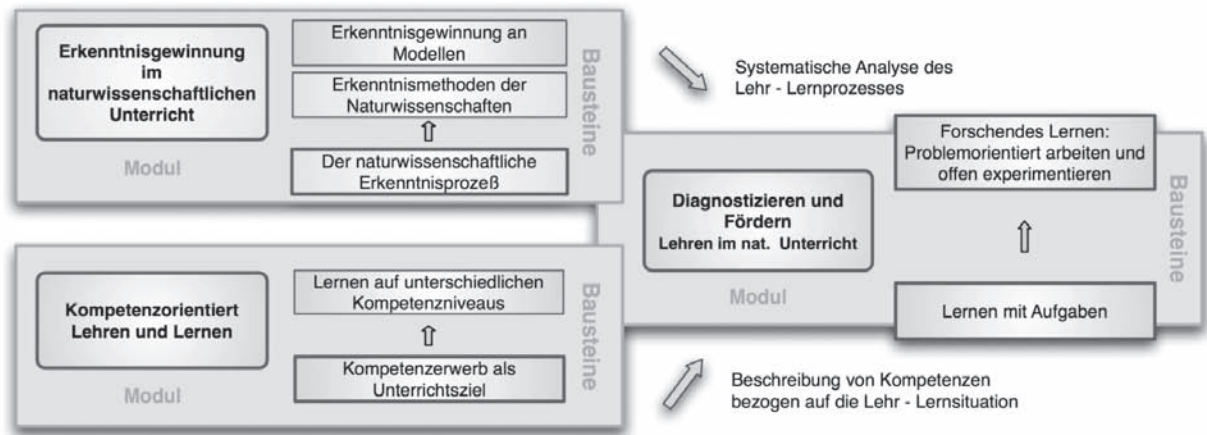 Erkenntnisgewinnung
im
naturwissenschaftlichen
Unterricht
Modul
Erkenntnisgewinnung an
Modellen
Erkenntnismethoden der
Naturwissenschaften
Der naturwissenschaftliche
Erkenntnisprozeß
Bausteine
Kompetenzorientiert
Lehren und Lernen
Modul
Lernen auf unterschiedlichen
Kompetenzniveaus
Kompetenzerwerb als
Unterrichtsziel
Bausteine
Systematische Analyse des
Lehr - Lernprozesses
Diagnostizieren und
Fördern
Lehren im nat. Unterricht
Modul
Forschendes Lernen:
Problemorientiert arbeiten und
offen experimentieren
Lernen mit Aufgaben
Bausteine
Beschreibung von Kompetenzen
bezogen auf die Lehr - Lernsituation